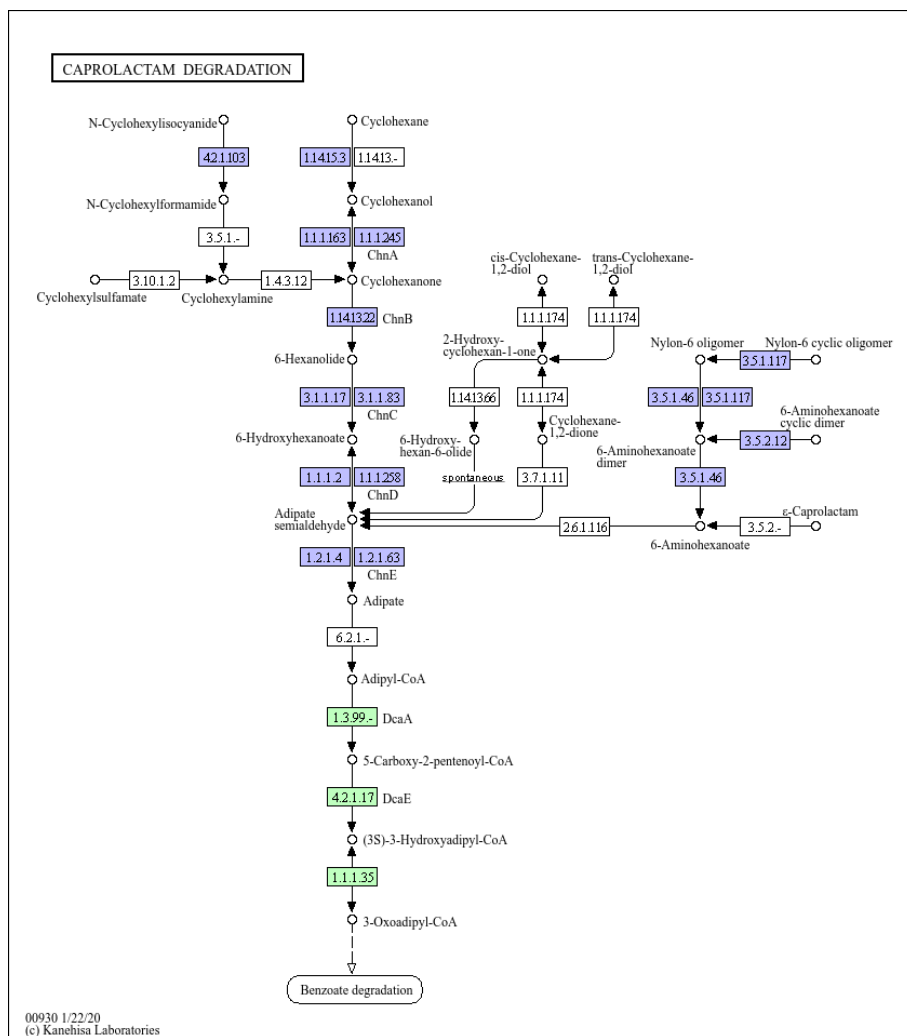 CAPROLACTAM DEGRADATION
N-Cyclohexylisocyanide
Cyclohexane
4.2.1.103
1.14.15.3
1.14.13.-
N-Cyclohexylformamide
Cyclohexanol
3.5.1.-
1.1.1.163
1.1.1.245
ChnA
cis-Cyclohexane-
1,2-diol
trans-Cyclohexane-
1,2-diol
3.10.1.2
1.4.3.12
Cyclohexylsulfamate
Cyclohexylamine
Cyclohexanone
1.14.13.22
ChnB
1.1.1.174
1.1.1.174
2-Hydroxy-
cyclohexan-1-one
6-Hexanolide
Nylon-6 oligomer
Nylon-6 cyclic oligomer
3.5.1.117
3.1.1.17
3.1.1.83
ChnC
1.14.13.66
1.1.1.174
3.5.1.46
3.5.1.117
6-Hydroxyhexanoate
6-Hydroxy-
hexan-6-olide
Cyclohexane-
1,2-dione
6-Aminohexanoate
cyclic dimer
3.5.2.12
6-Aminohexanoate
dimer
1.1.1.2
1.1.1.258
ChnD
spontaneous
3.7.1.11
3.5.1.46
Adipate
semialdehyde
2.6.1.116
3.5.2.-
ε-Caprolactam
6-Aminohexanoate
1.2.1.4
1.2.1.63
ChnE
Adipate
6.2.1.-
Adipyl-CoA
1.3.99.-
DcaA
5-Carboxy-2-pentenoyl-CoA
4.2.1.17
DcaE
(3S)-3-Hydroxyadipyl-CoA
1.1.1.35
3-Oxoadipyl-CoA
Benzoate degradation
00930 1/22/20
(c) Kanehisa Laboratories